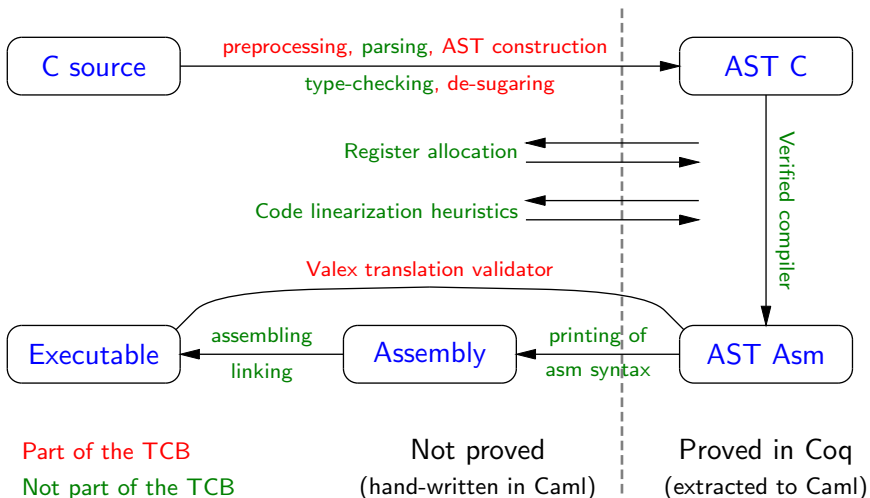 preprocessing, parsing, AST construction
C source
AST C
type-checking, de-sugaring
Register allocation
Verified compiler
Code linearization heuristics
Valex translation validator
assembling
printing of
Executable
Assembly
AST Asm
linking
asm syntax
Part of the TCB
Not proved
Proved in Coq
Not part of the TCB
(hand-written in Caml)
(extracted to Caml)